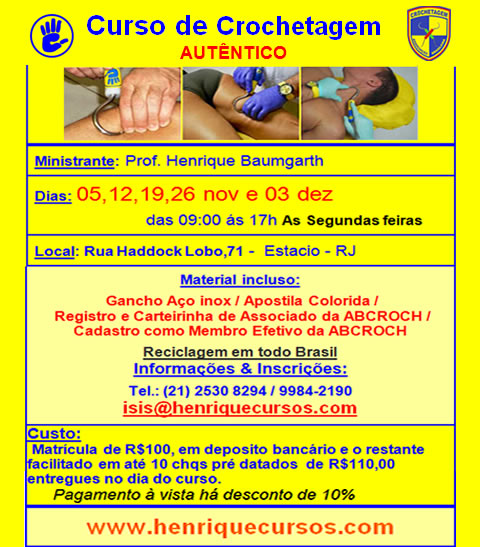 Curso de Crochetagem
AUTÊNTICO
CROCHETAGEM
Ministrante: Prof. Henrique Baumgarth
Dias: 05,12,19,26 nov e 03 dez
das 09:00 ás 17h As Segundas feiras
Local: Rua Haddock Lobo,71 - Estacio - RJ
Material incluso:
Gancho Aço inox / Apostila Colorida /
Registro e Carteirinha de Associado da ABCROCH /
Cadastro como Membro Efetivo da ABCROCH
Reciclagem em todo Brasil
Informações & Inscrições:
Tel.: (21) 2530 8294 / 9984-2190
isis@henriquecursos.com
Custo:
Matrícula de R$100, em deposito bancário e o restante
facilitado em até 10 chqs pré datados de R$110,00
entregues no dia do curso.
Pagamento à vista há desconto de 10%
www.henriquecursos.com